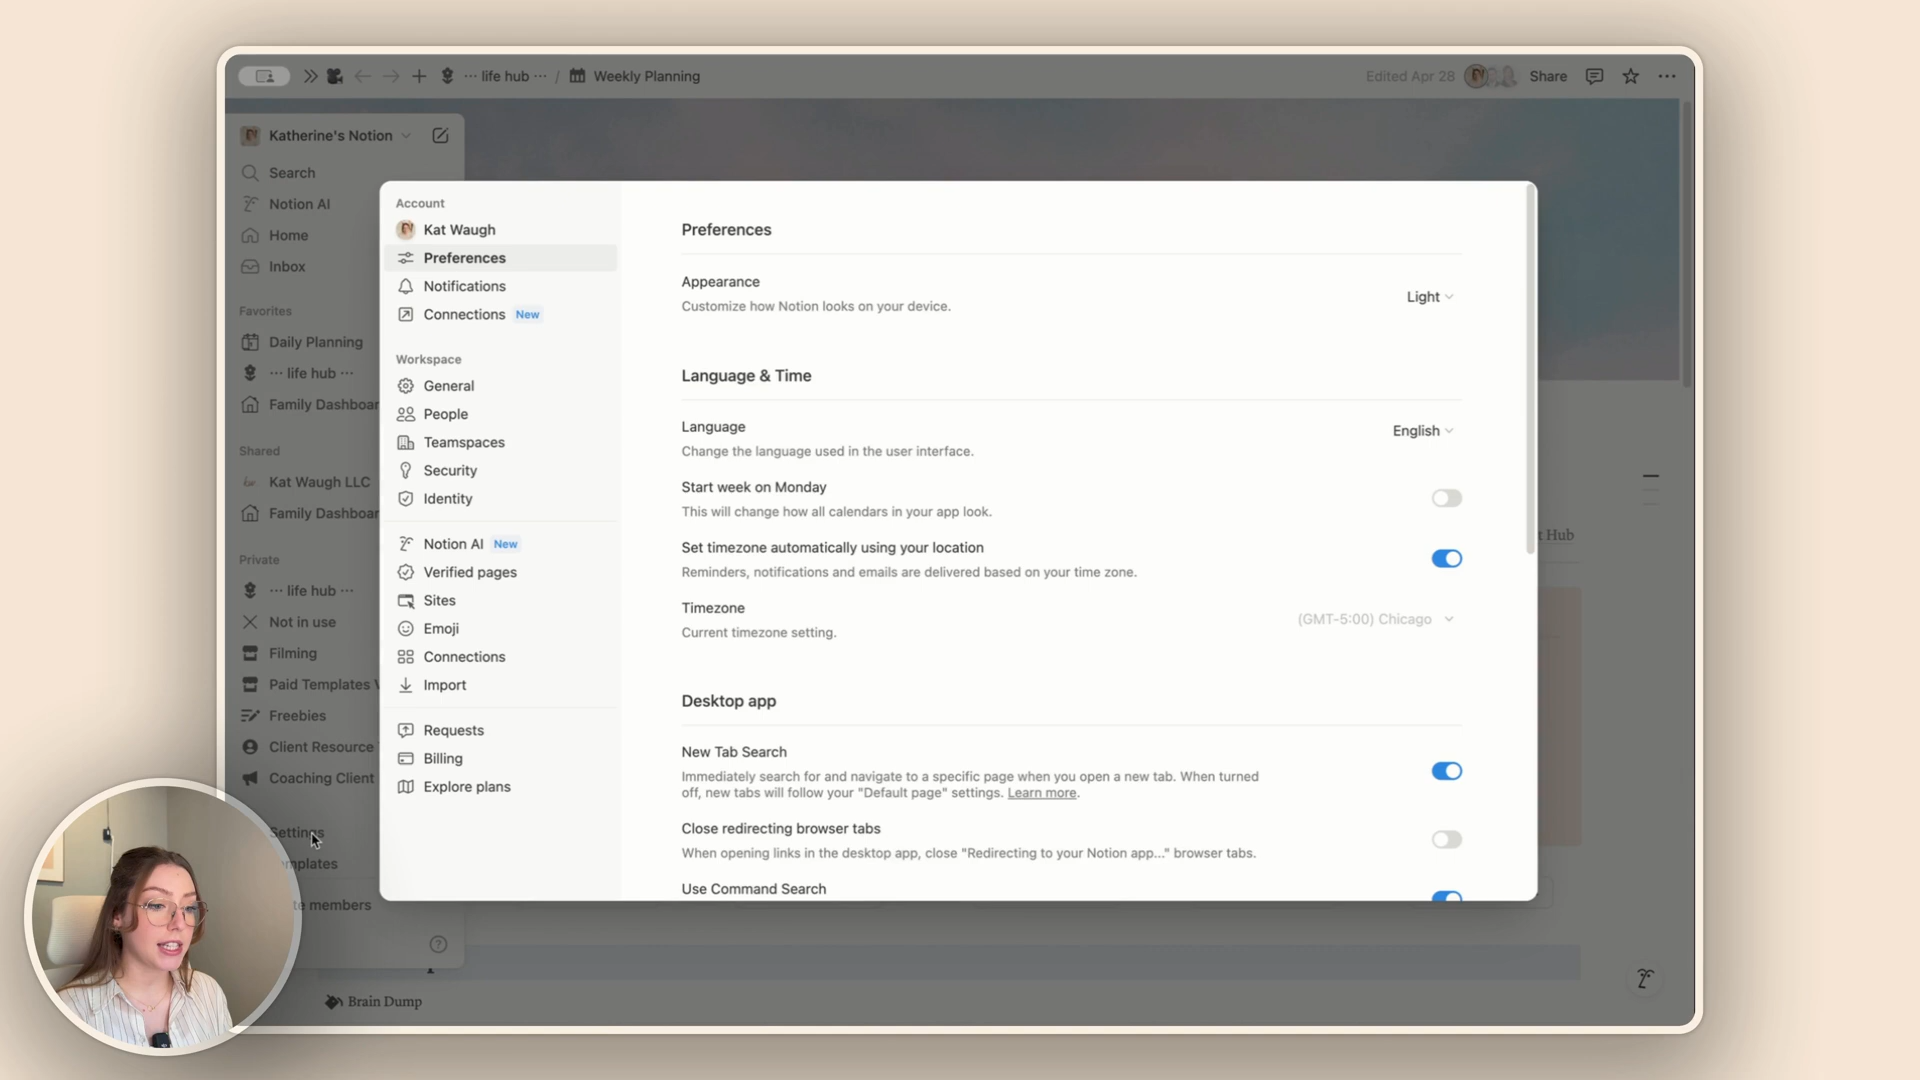 ··· life hub ··· / Weekly Planning
Edited Apr 28
Share
Katherine's Notion
Search
Notion AI
Home
Inbox
Favorites
Daily Planning
··· life hub ···
Family Dashboar
Shared
Kat Waugh LLC
Family Dashboar
Private
··· life hub ···
Not in use
Filming
Paid Templates
Freebies
Client Resource
Coaching Client
Settings
mplates
te members
Account
Kat Waugh
Preferences
Notifications
Connections New
Workspace
General
People
Teamspaces
Security
Identity
Notion AI New
Verified pages
Sites
Emoji
Connections
Import
Requests
Billing
Explore plans
Preferences
Appearance
Customize how Notion looks on your device.
Light
Language & Time
Language
Change the language used in the user interface.
English
Start week on Monday
This will change how all calendars in your app look.
Set timezone automatically using your location
Reminders, notifications and emails are delivered based on your time zone.
Timezone
Current timezone setting.
(GMT-5:00) Chicago
Desktop app
New Tab Search
Immediately search for and navigate to a specific page when you open a new tab. When turned
off, new tabs will follow your "Default page" settings. Learn more.
Close redirecting browser tabs
When opening links in the desktop app, close "Redirecting to your Notion app..." browser tabs.
Use Command Search
t Hub
Brain Dump